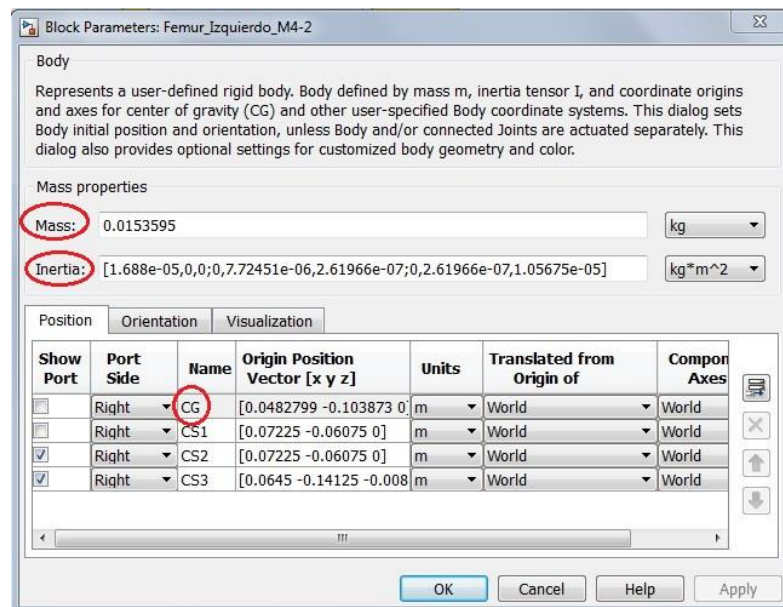 Block Parameters: Femur_Izquierdo_M4-2
Body
Represents a user-defined rigid body. Body defined by mass m, inertia tensor I, and coordinate origins
and axes for center of gravity (CG) and other user-specified Body coordinate systems. This dialog sets
Body initial position and orientation, unless Body and/or connected Joints are actuated separately. This
dialog also provides optional settings for customized body geometry and color.
Mass properties
Mass: 0.0153595 kg
Inertia: [1.688e-05,0,0;0,7.72451e-06,2.61966e-07;0,2.61966e-07,1.05675e-05] kg*m^2
Position Orientation Visualization
Show Port Port Side Name Origin Position Vector [x y z] Units Translated from Origin of Compon Axes
Right CG [0.0482799 -0.103873 0. m World World
Right CS1 [0.07225 -0.06075 0] m World World
Right CS2 [0.07225 -0.06075 0] m World World
Right CS3 [0.0645 -0.14125 -0.008 m World World
OK Cancel Help Apply